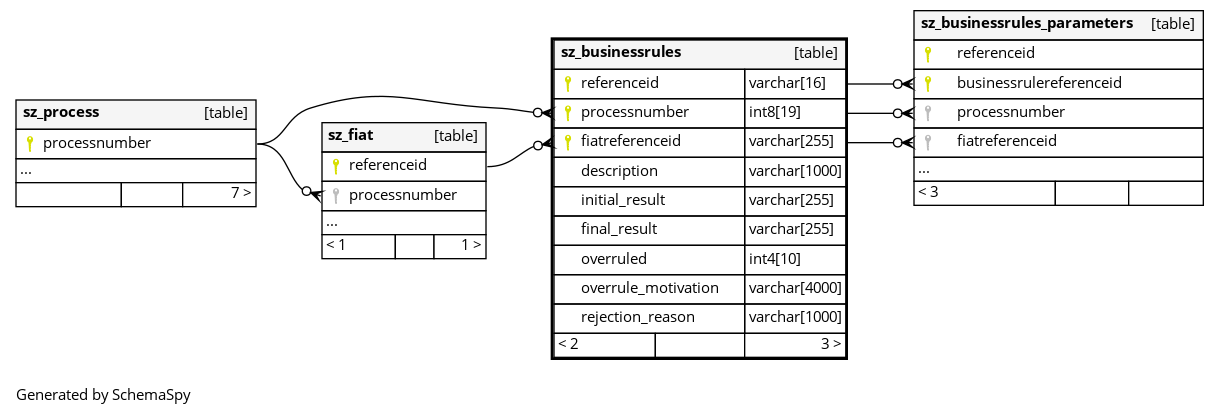 sz_process [table]
processnumber
...
7 >
sz_fiat [table]
referenceid
processnumber
...
< 1 1 >
sz_businessrules [table]
referenceid varchar[16]
processnumber int8[19]
fiatreferenceid varchar[255]
description varchar[1000]
initial_result varchar[255]
final_result varchar[255]
overruled int4[10]
overrule_motivation varchar[4000]
rejection_reason varchar[1000]
< 2 3 >
sz_businessrules_parameters [table]
referenceid
businessrulereferenceid
processnumber
fiatreferenceid
...
< 3
Generated by SchemaSpy